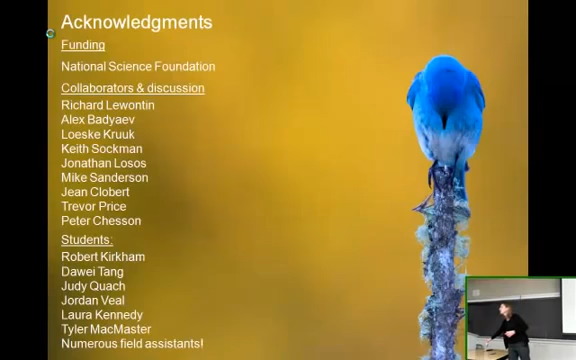 Acknowledgments
Funding
National Science Foundation
Collaborators & discussion
Richard Lewontin
Alex Badyaev
Loeske Kruuk
Keith Sockman
Jonathan Losos
Mike Sanderson
Jean Clobert
Trevor Price
Peter Chesson
Students:
Robert Kirkham
Dawei Tang
Judy Quach
Jordan Veal
Laura Kennedy
Tyler MacMaster
Numerous field assistants!